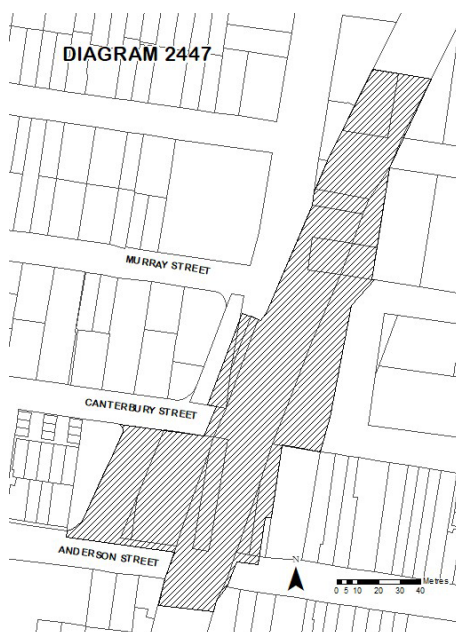 DIAGRAM 2447
MURRAY STREET
CANTERBURY STREET
ANDERSON STREET
N
Metres
0 5 10 20 30 40